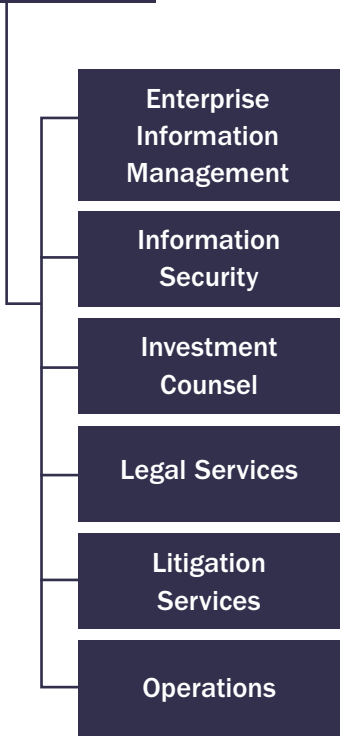 Enterprise
Information
Management
Information
Security
Investment
Counsel
Legal Services
Litigation
Services
Operations